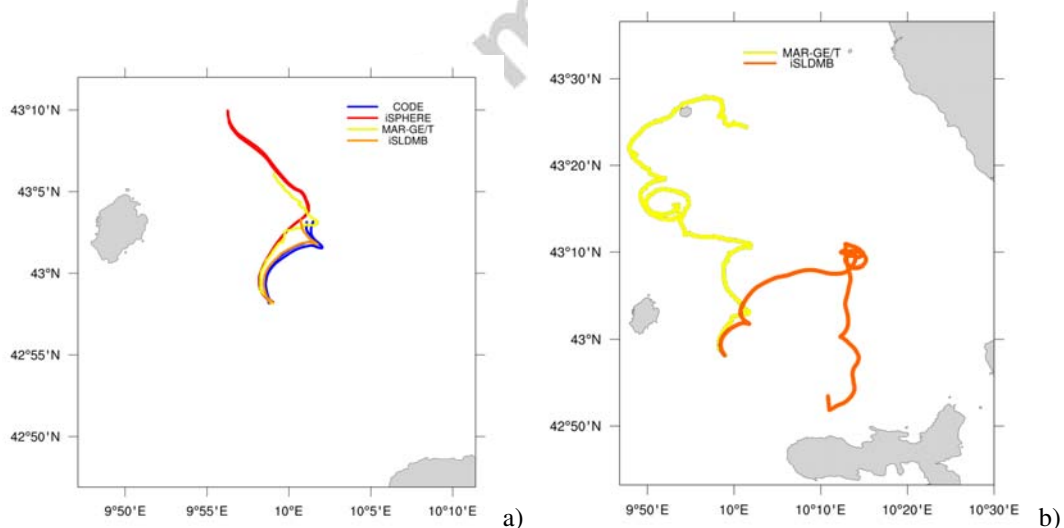 43°10'N
43°5'N
43°N
42°55'N
42°50'N
9°50'E 9°55'E 10°E 10°5'E 10°10'E
CODE
iSPHERE
MAR-GE/T
iSLDMB
a)
43°30'N
43°20'N
43°10'N
43°N
42°50'N
9°50'E 10°E 10°10'E 10°20'E 10°30'E
MAR-GE/T
iSLDMB
b)